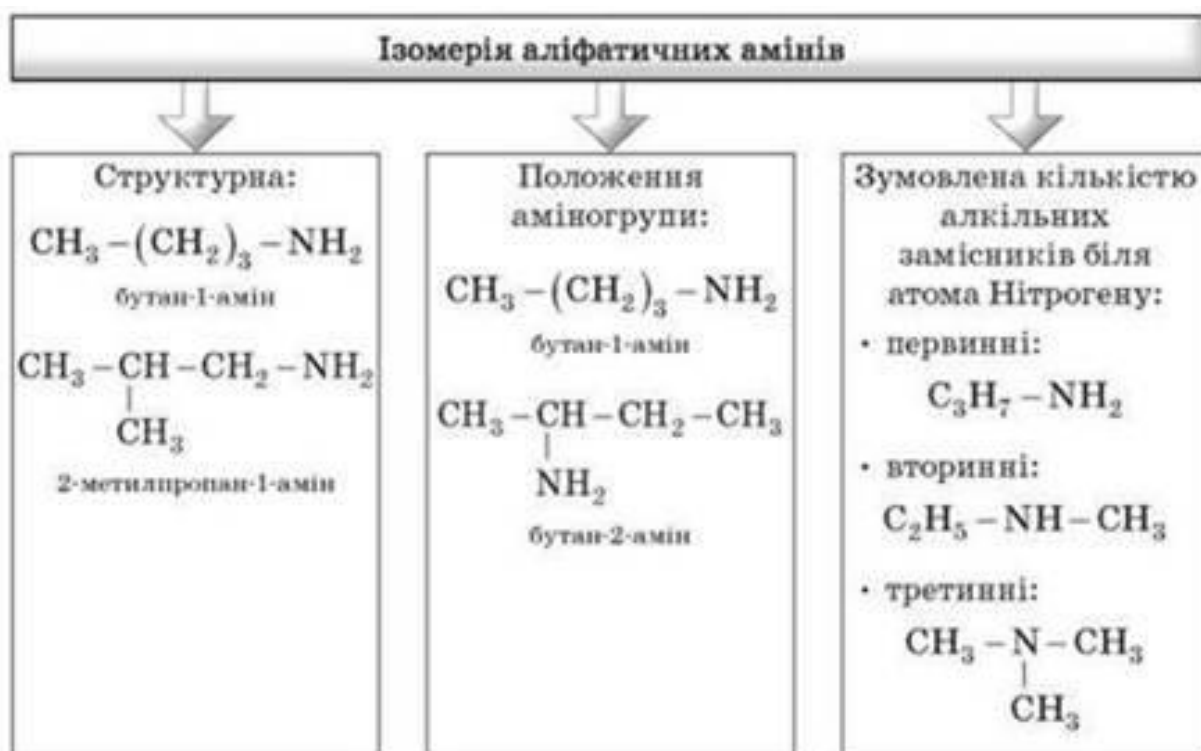 Ізомерія аліфатичних амінів
Структурна:
CH₃ – (CH₂)₃ – NH₂
бутан-1-амін
CH₃ – CH – CH₂ – NH₂
|
CH₃
2-метилпропан-1-амін
Положення
аміногрупи:
CH₃ – (CH₂)₃ – NH₂
бутан-1-амін
CH₃ – CH – CH₂ – CH₃
|
NH₂
бутан-2-амін
Зумовлена кількістю
алкільних
замісників біля
атома Нітрогену:
· первинні:
C₃H₇ – NH₂
· вторинні:
C₂H₅ – NH – CH₃
· третинні:
CH₃ – N – CH₃
|
CH₃